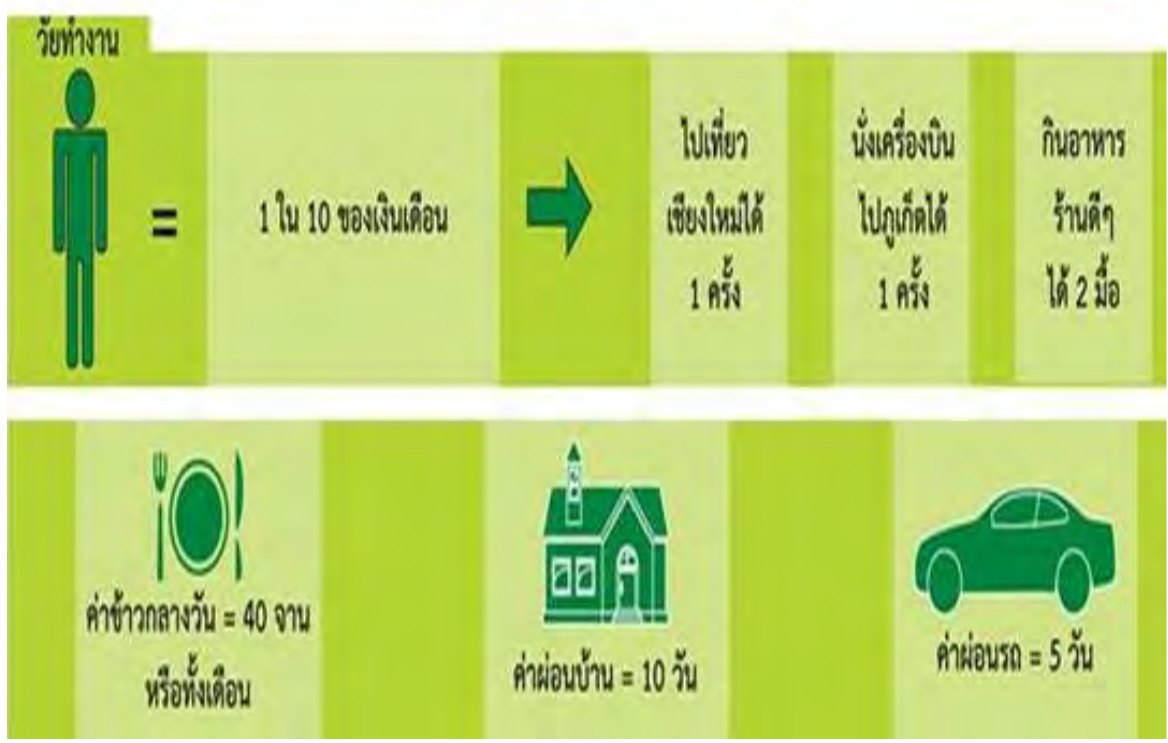 วัยทำงาน
=
1 ใน 10 ของเงินเดือน
ไปเที่ยว
เชียงใหม่ได้
1 ครั้ง
นั่งเครื่องบิน
ไปภูเก็ตได้
1 ครั้ง
กินอาหาร
ร้านดีๆ
ได้ 2 มื้อ
ค่าข้าวกลางวัน = 40 จาน
หรือทั้งเดือน
ค่าผ่อนบ้าน = 10 วัน
ค่าผ่อนรถ = 5 วัน